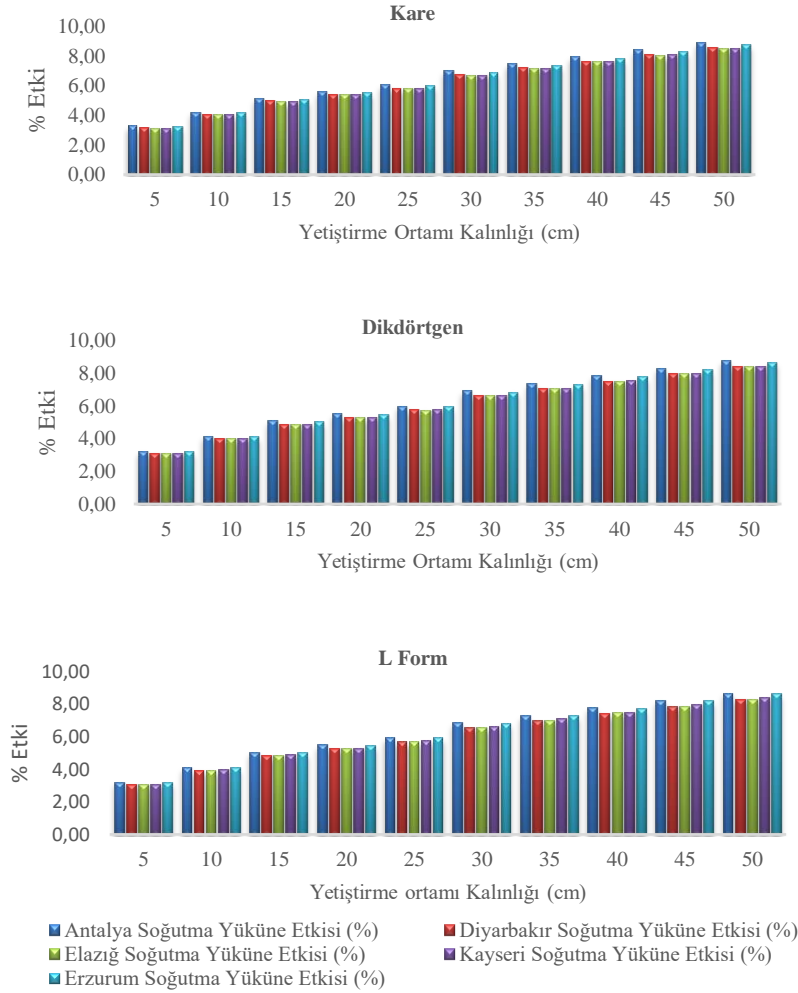 Kare
10,00
8,00
6,00
4,00
2,00
0,00
% Etki
5 10 15 20 25 30 35 40 45 50
Yetiştirme Ortamı Kalınlığı (cm)
Dikdörtgen
10,00
8,00
6,00
4,00
2,00
0,00
% Etki
5 10 15 20 25 30 35 40 45 50
Yetiştirme Ortamı Kalınlığı (cm)
L Form
10,00
8,00
6,00
4,00
2,00
0,00
% Etki
5 10 15 20 25 30 35 40 45 50
Yetiştirme ortamı Kalınlığı (cm)
Antalya Soğutma Yüküne Etkisi (%) Diyarbakır Soğutma Yüküne Etkisi (%)
Elazığ Soğutma Yüküne Etkisi (%) Kayseri Soğutma Yüküne Etkisi (%)
Erzurum Soğutma Yüküne Etkisi (%)